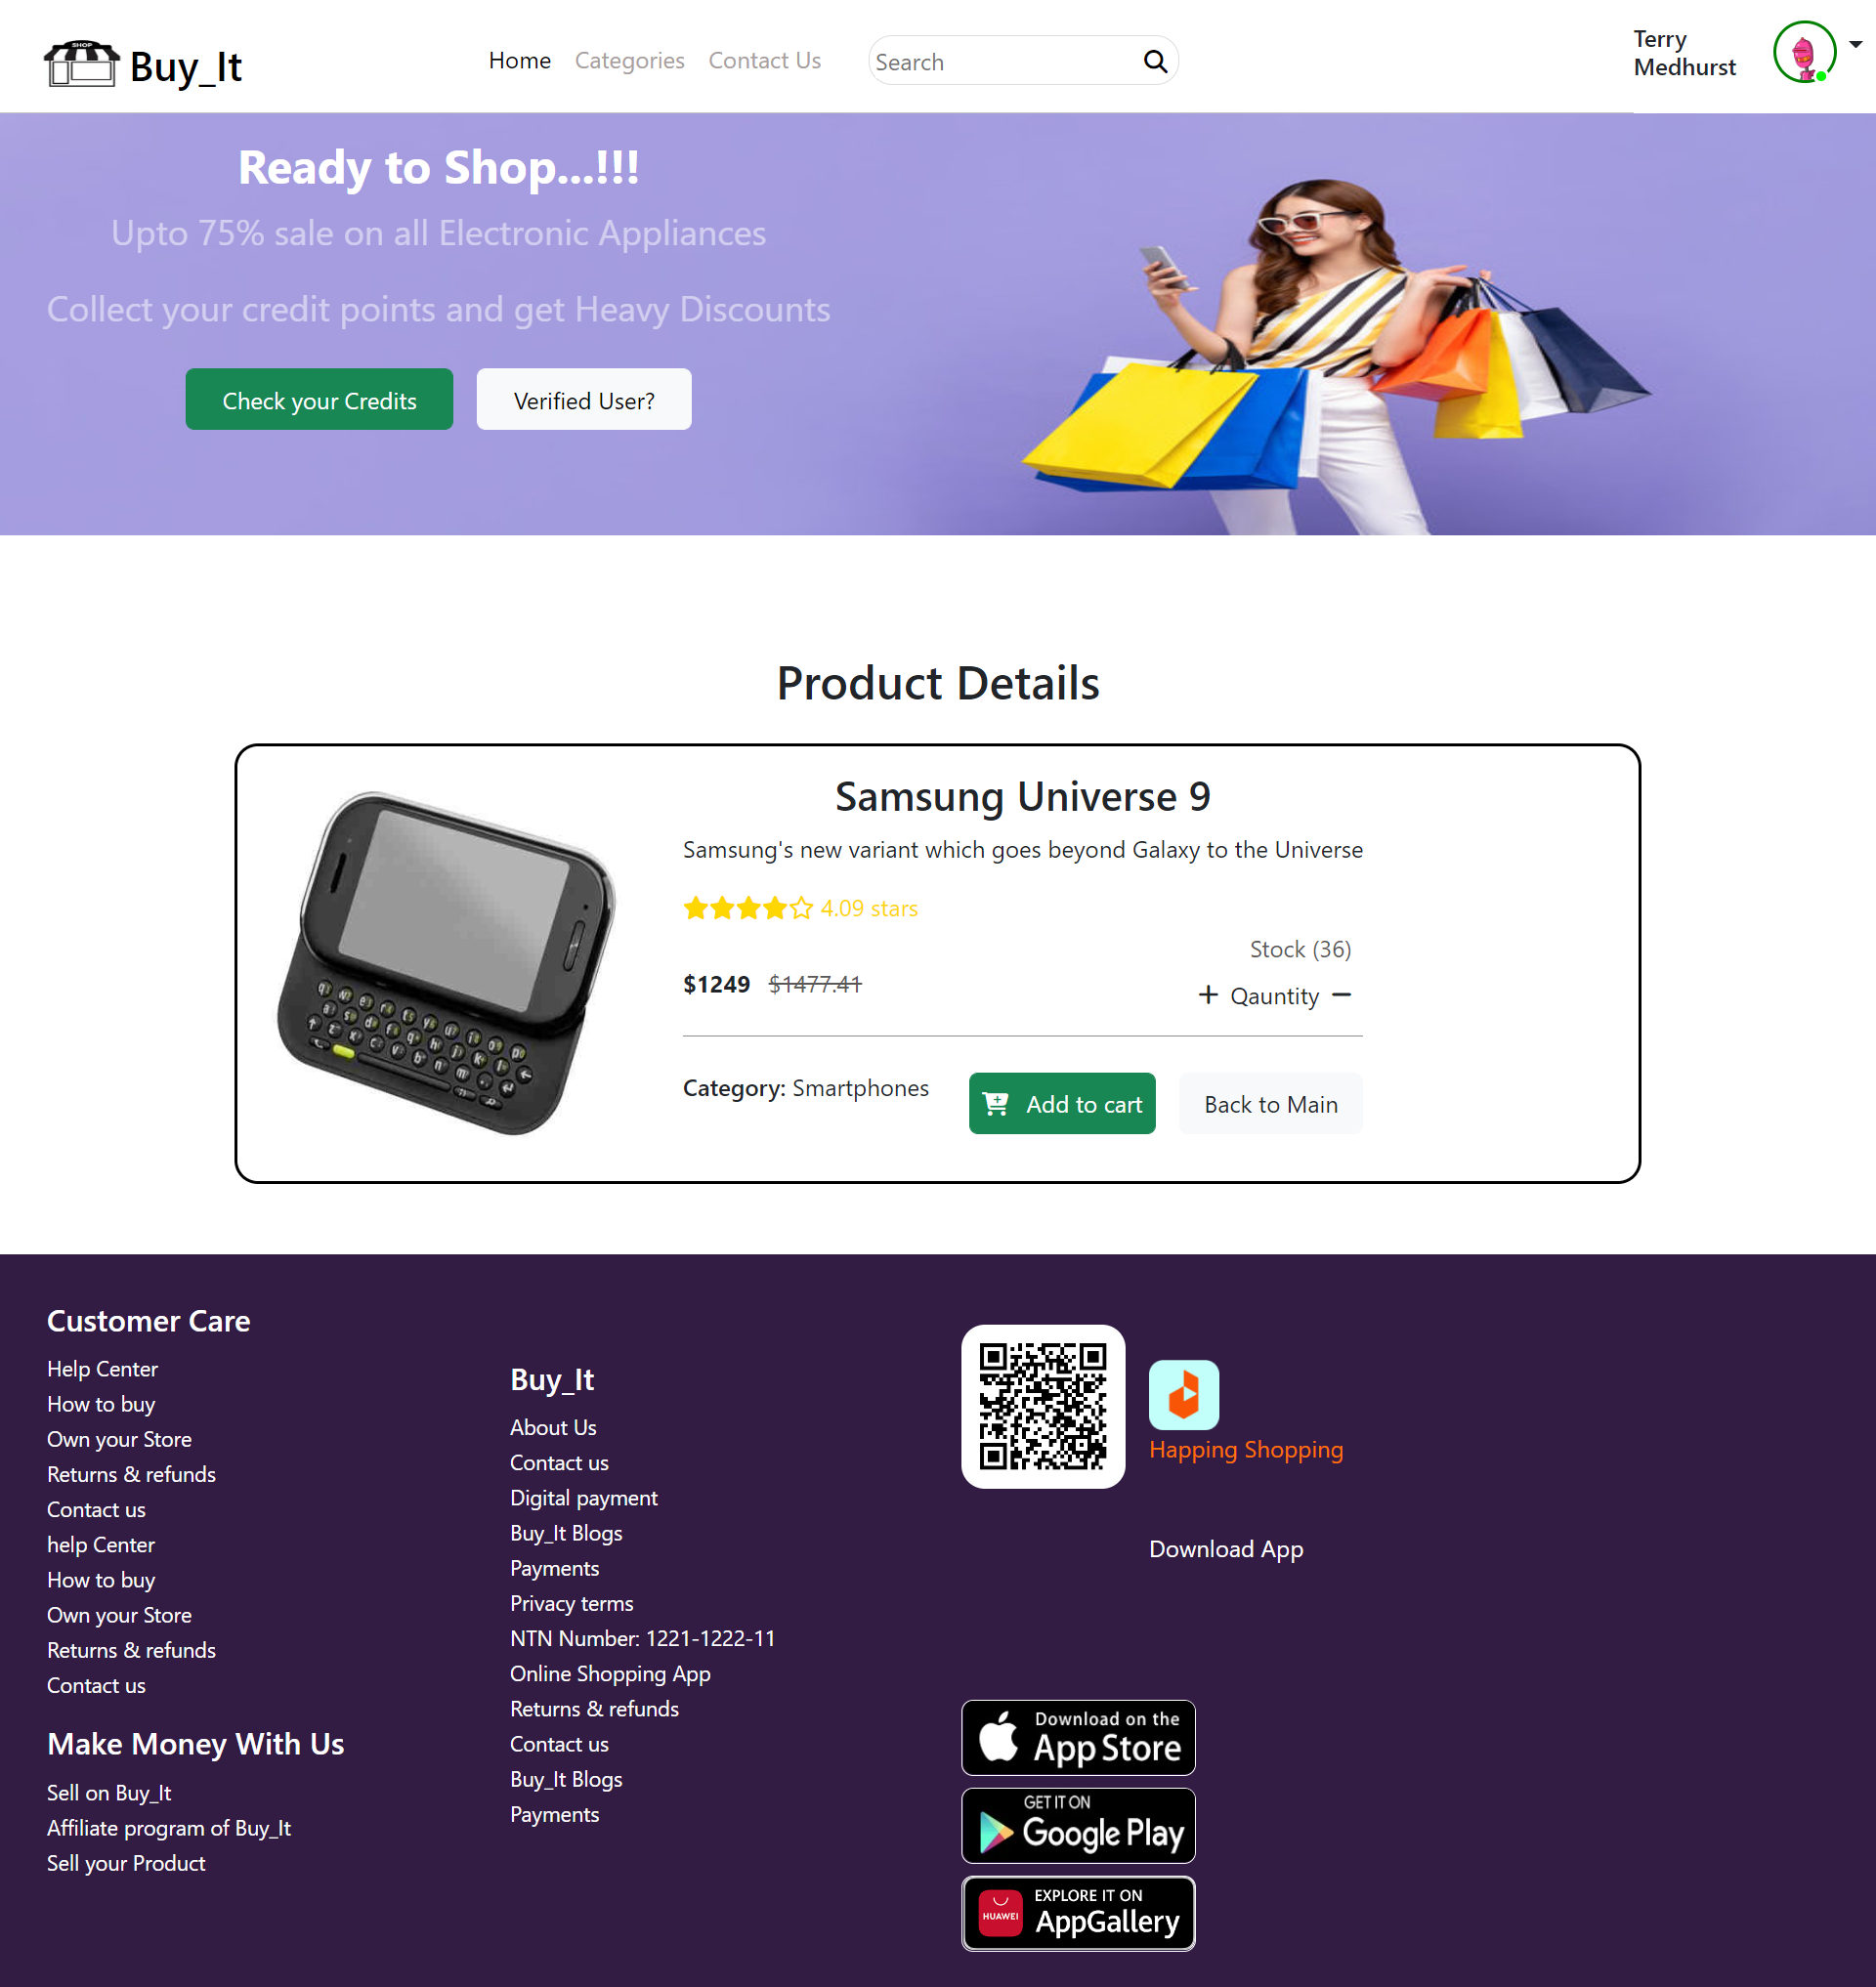 SHOP
Buy_It
Home
Categories
Contact Us
Search
Terry
Medhurst
Ready to Shop...!!!
Upto 75% sale on all Electronic Appliances
Collect your credit points and get Heavy Discounts
Check your Credits
Verified User?
Product Details
Samsung Universe 9
Samsung's new variant which goes beyond Galaxy to the Universe
4.09 stars
Stock (36)
$1249 $1477.41
+ Qauntity −
Category: Smartphones
Add to cart
Back to Main
Customer Care
Help Center
How to buy
Own your Store
Returns & refunds
Contact us
help Center
How to buy
Own your Store
Returns & refunds
Contact us
Make Money With Us
Sell on Buy_It
Affiliate program of Buy_It
Sell your Product
Buy_It
About Us
Contact us
Digital payment
Buy_It Blogs
Payments
Privacy terms
NTN Number: 1221-1222-11
Online Shopping App
Returns & refunds
Contact us
Buy_It Blogs
Payments
Happing Shopping
Download App
Download on the
App Store
GET IT ON
Google Play
HUAWEI
EXPLORE IT ON
AppGallery